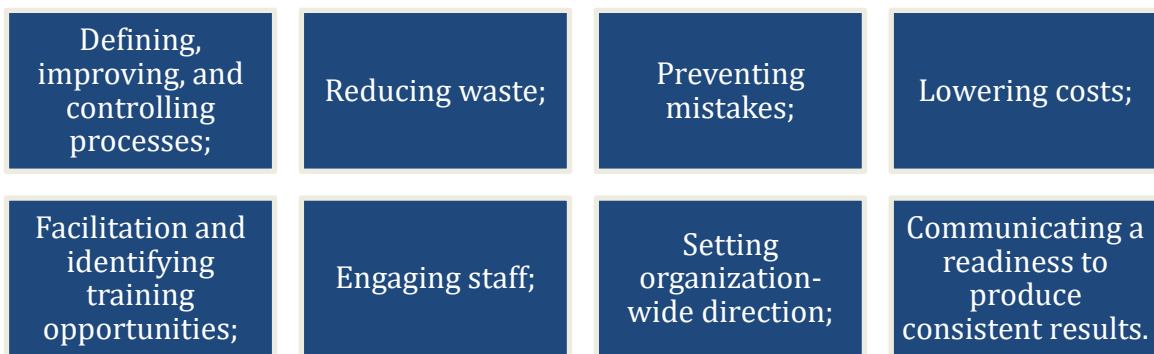 Defining,
improving, and
controlling
processes;
Reducing waste;
Preventing
mistakes;
Lowering costs;
Facilitation and
identifying
training
opportunities;
Engaging staff;
Setting
organization-
wide direction;
Communicating a
readiness to
produce
consistent results.